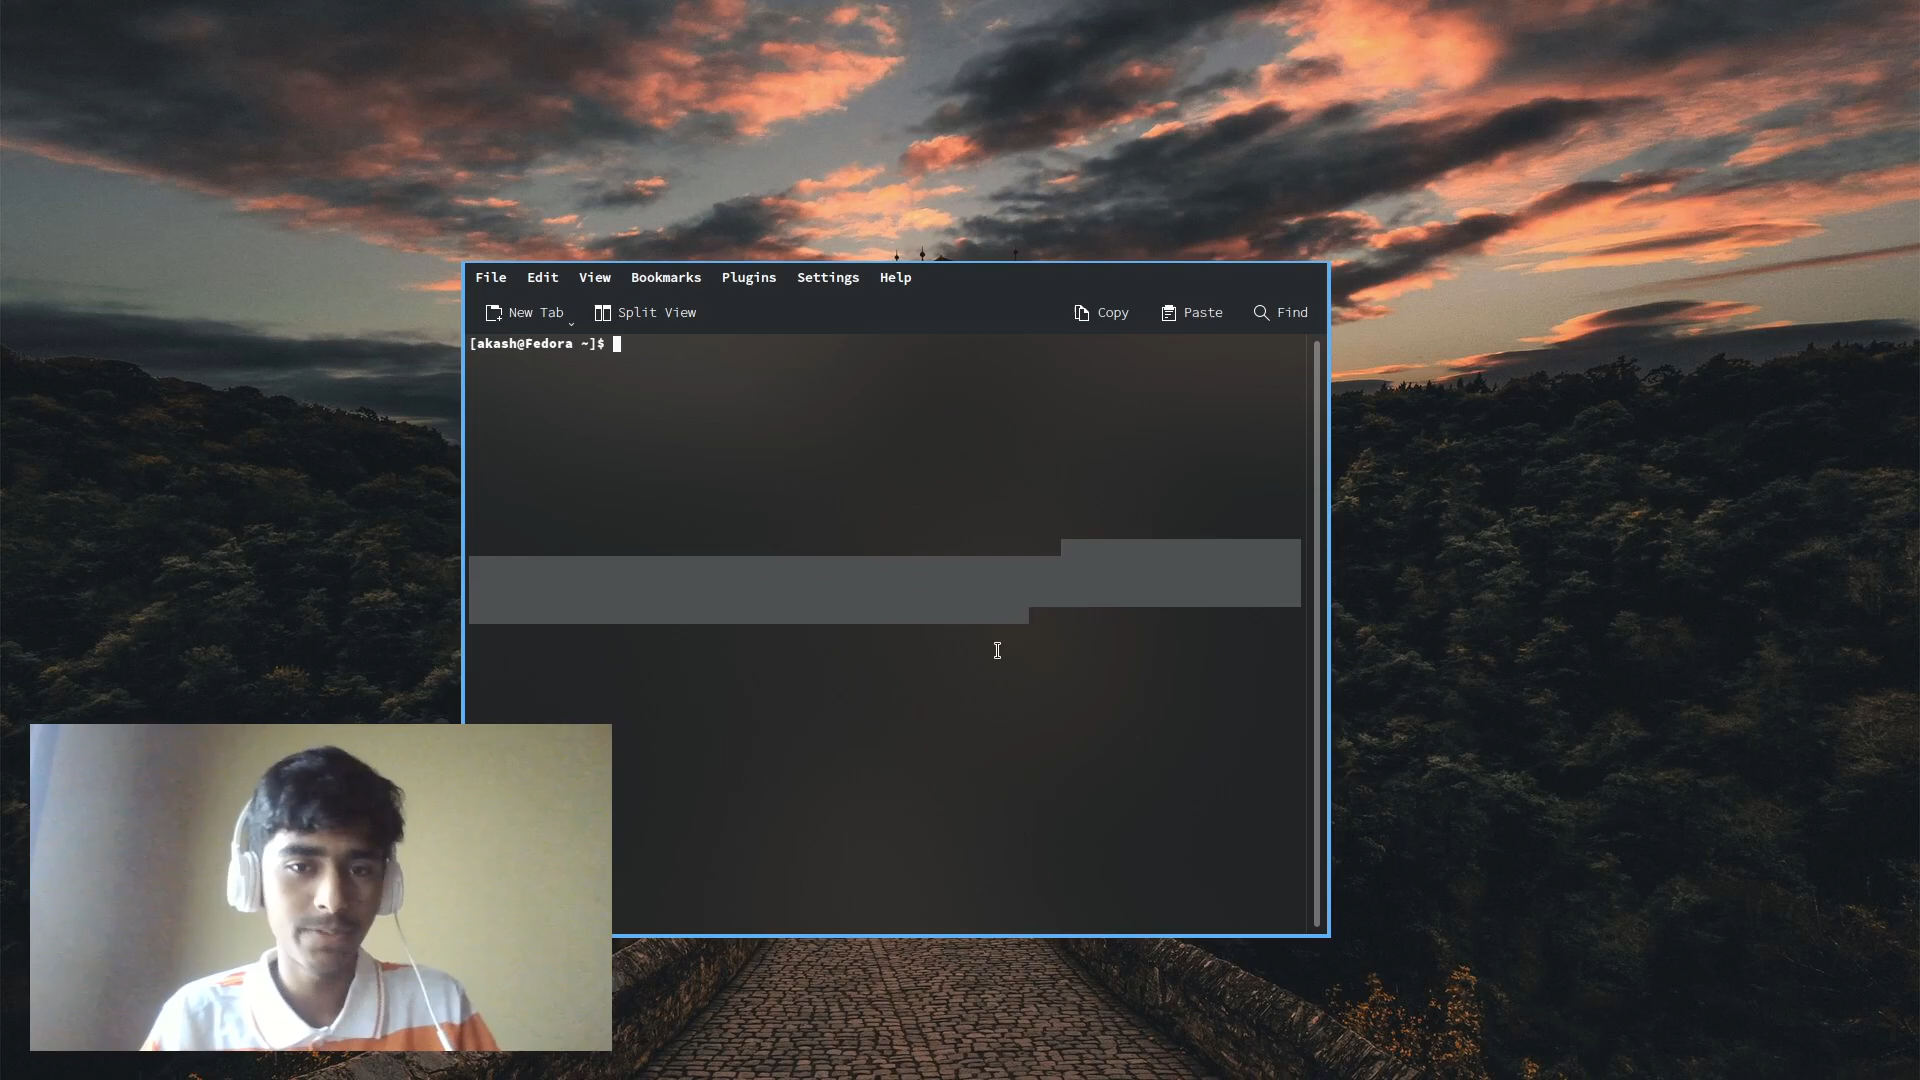 File Edit View Bookmarks Plugins Settings Help
New Tab Split View Copy Paste Find
[akash@Fedora ~]$